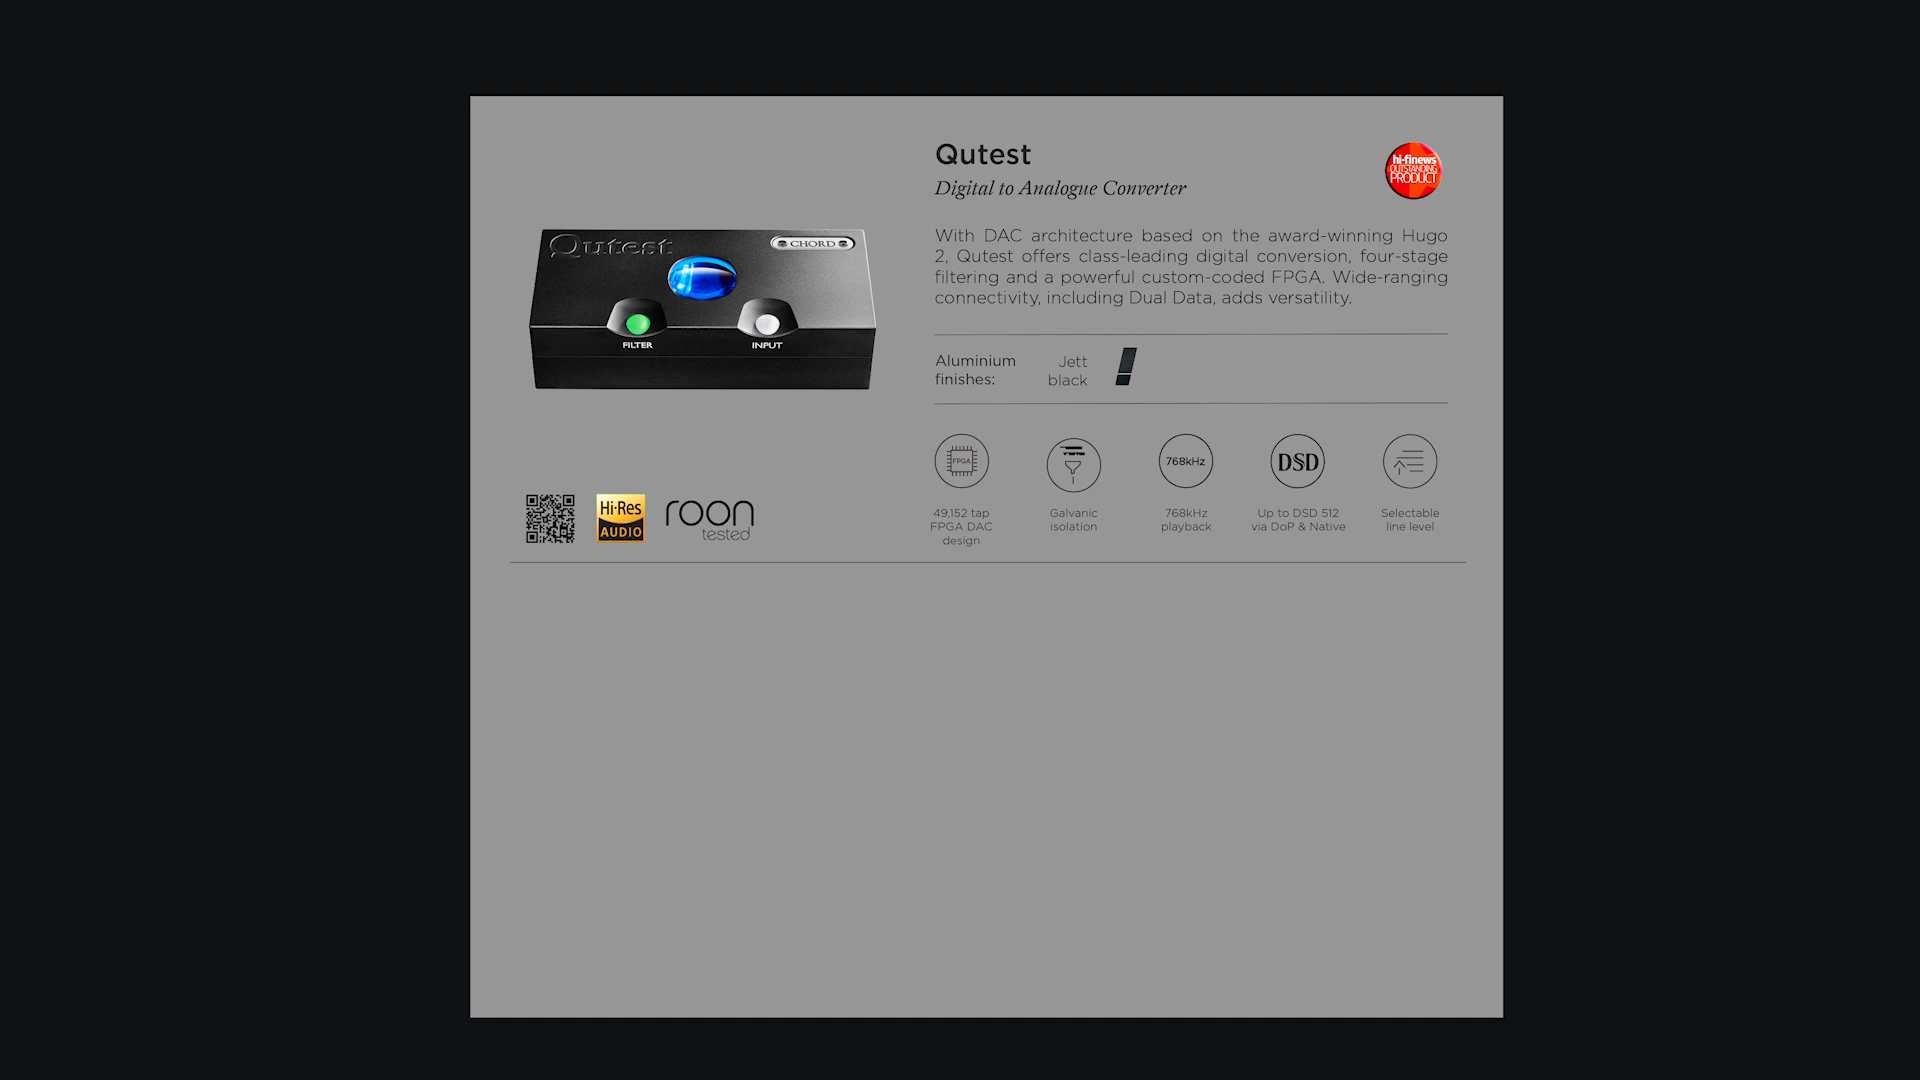 Qutest
Digital to Analogue Converter
hi-finews
OUTSTANDING
PRODUCT
With DAC architecture based on the award-winning Hugo
2, Qutest offers class-leading digital conversion, four-stage
filtering and a powerful custom-coded FPGA. Wide-ranging
connectivity, including Dual Data, adds versatility.
Qutest
CHORD
FILTER
INPUT
Aluminium
finishes:
Jett
black
FPGA
768kHz
DSD
49,152 tap
FPGA DAC
design
Galvanic
isolation
768kHz
playback
Up to DSD 512
via DoP & Native
Selectable
line level
Hi-Res
AUDIO
roon
tested